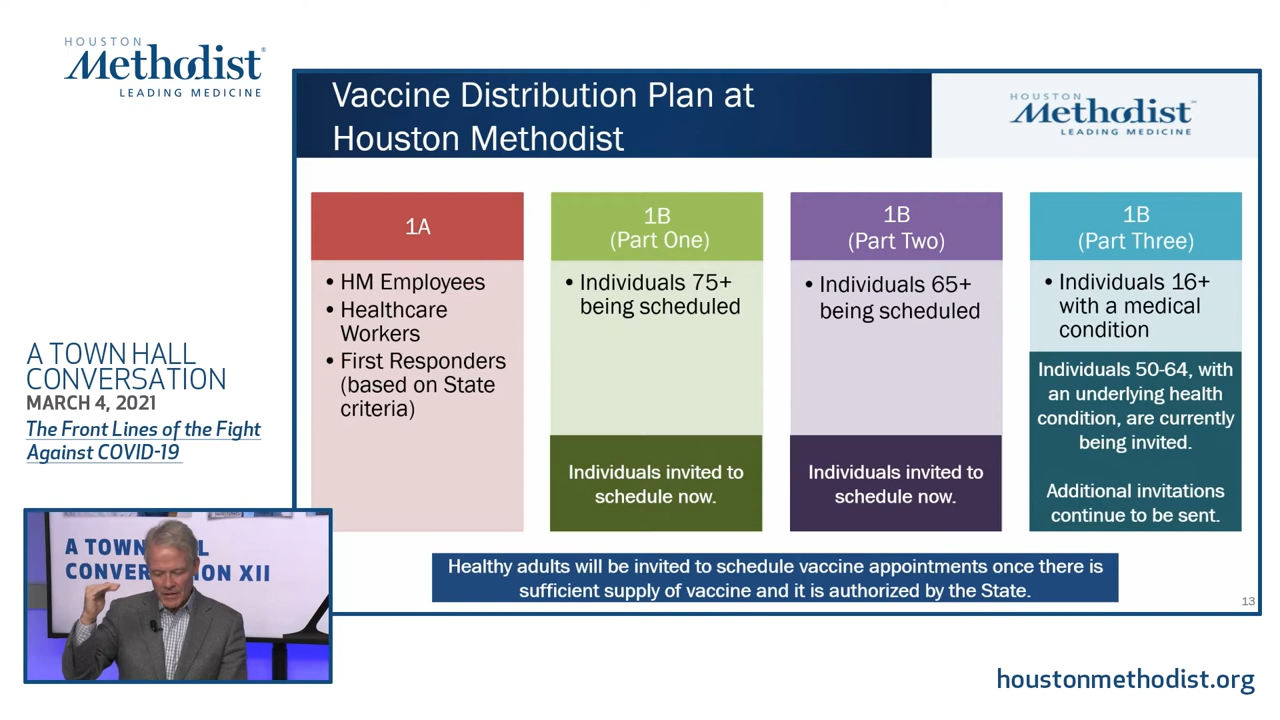 HOUSTON
Methodist®
LEADING MEDICINE
A TOWN HALL
CONVERSATION
MARCH 4, 2021
The Front Lines of the Fight
Against COVID-19
A TOWN L
CONVER ON XII
Vaccine Distribution Plan at
Houston Methodist
HOUSTON
Methodist
LEADING MEDICINE
1A
• HM Employees
• Healthcare
Workers
• First Responders
(based on State
criteria)
1B
(Part One)
• Individuals 75+
being scheduled
Individuals invited to
schedule now.
1B
(Part Two)
• Individuals 65+
being scheduled
Individuals invited to
schedule now.
1B
(Part Three)
• Individuals 16+
with a medical
condition
Individuals 50-64, with
an underlying health
condition, are currently
being invited.
Additional invitations
continue to be sent.
Healthy adults will be invited to schedule vaccine appointments once there is
sufficient supply of vaccine and it is authorized by the State.
13
houstonmethodist.org